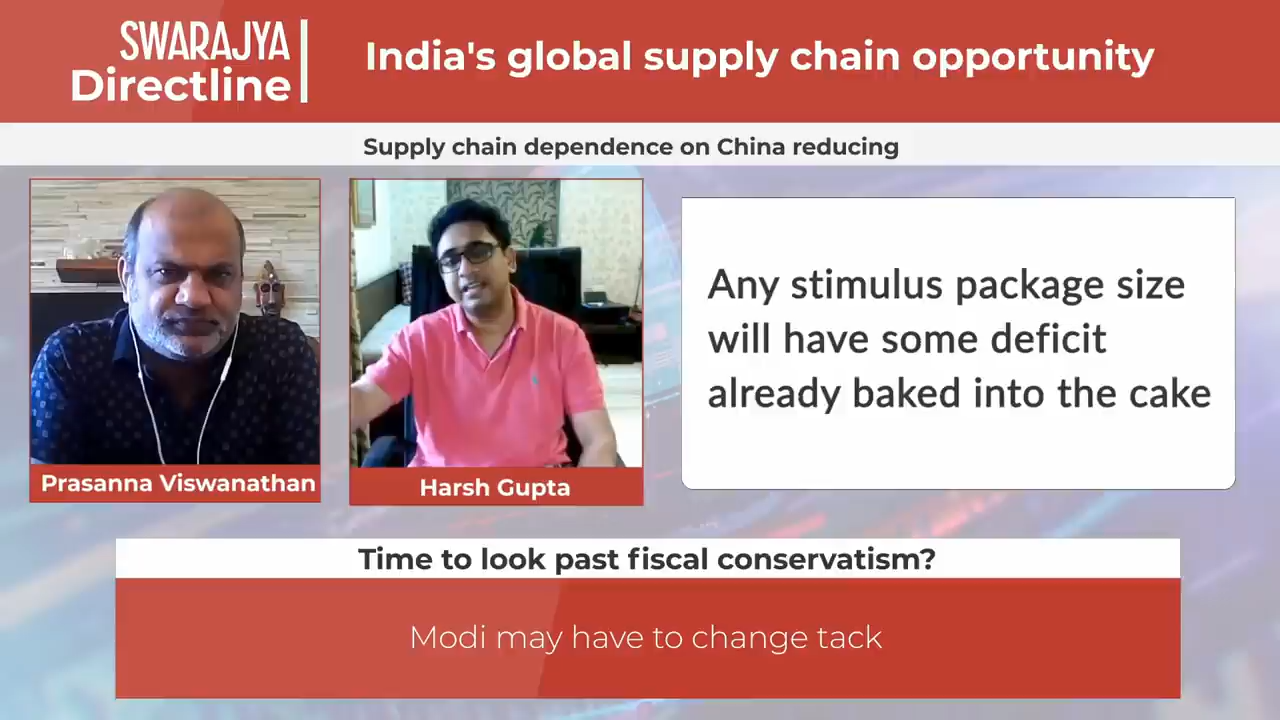 SWARAJYA
Directline
India's global supply chain opportunity
Supply chain dependence on China reducing
Any stimulus package size
will have some deficit
already baked into the cake
Prasanna Viswanathan
Harsh Gupta
Time to look past fiscal conservatism?
Modi may have to change tack